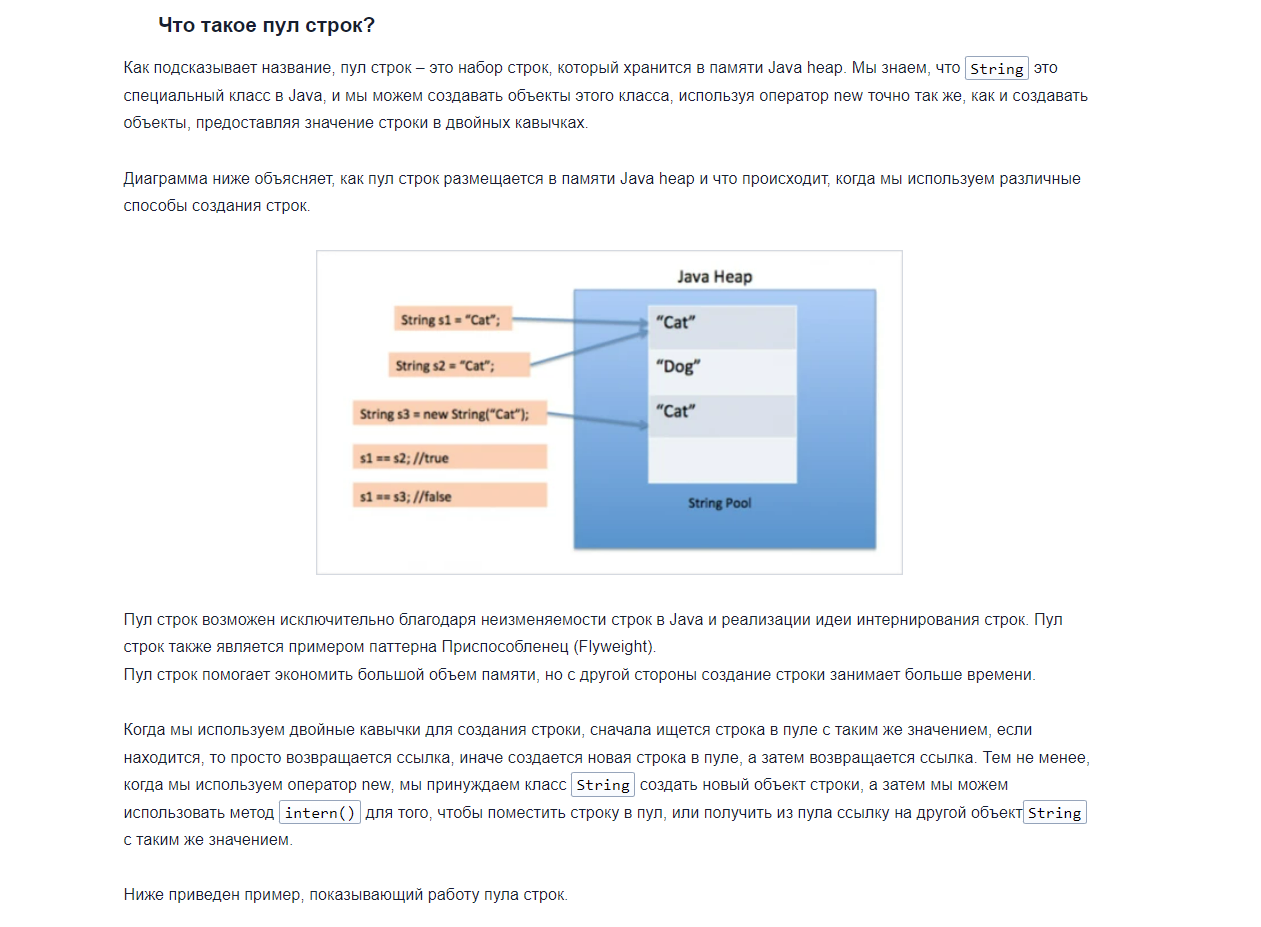 Что такое пул строк?
Как подсказывает название, пул строк – это набор строк, который хранится в памяти Java heap. Мы знаем, что String это
специальный класс в Java, и мы можем создавать объекты этого класса, используя оператор new точно так же, как и создавать
объекты, предоставляя значение строки в двойных кавычках.
Диаграмма ниже объясняет, как пул строк размещается в памяти Java heap и что происходит, когда мы используем различные
способы создания строк.
Java Heap
String s1 = “Cat”;
“Cat”
String s2 = “Cat”;
“Dog”
String s3 = new String(“Cat”);
“Cat”
s1 == s2; //true
s1 == s3; //false
String Pool
Пул строк возможен исключительно благодаря неизменяемости строк в Java и реализации идеи интернирования строк. Пул
строк также является примером паттерна Приспособленец (Flyweight).
Пул строк помогает экономить большой объем памяти, но с другой стороны создание строки занимает больше времени.
Когда мы используем двойные кавычки для создания строки, сначала ищется строка в пуле с таким же значением, если
находится, то просто возвращается ссылка, иначе создается новая строка в пуле, а затем возвращается ссылка. Тем не менее,
когда мы используем оператор new, мы принуждаем класс String создать новый объект строки, а затем мы можем
использовать метод intern() для того, чтобы поместить строку в пул, или получить из пула ссылку на другой объект String
с таким же значением.
Ниже приведен пример, показывающий работу пула строк.